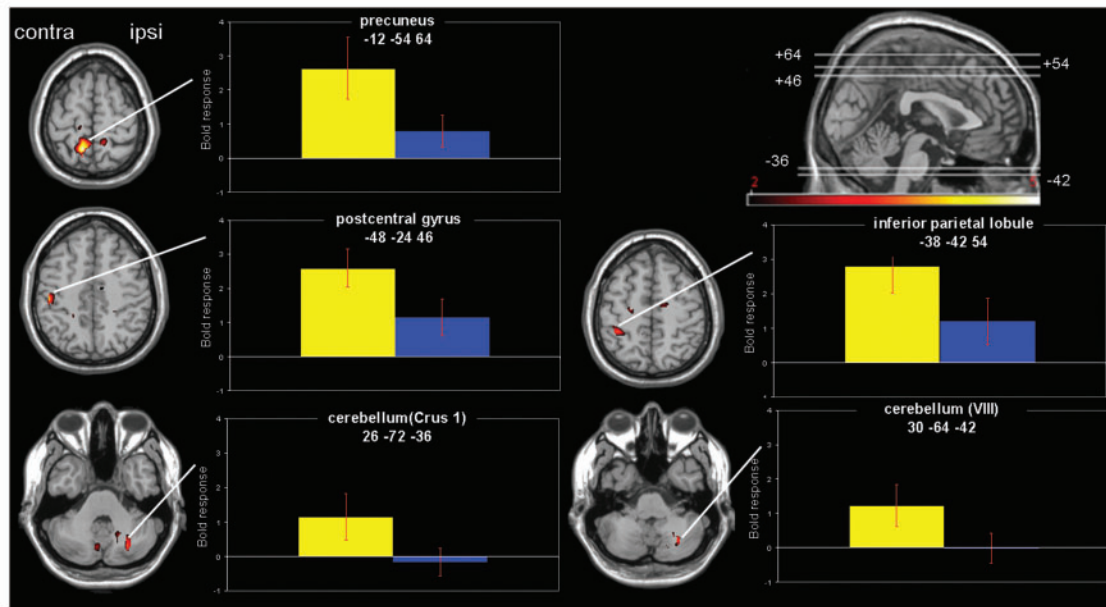 contra ipsi
precuneus
-12 -54 64
Bold response
4
3
2
1
0
-1
+64
+54
+46
-36
-42
2
postcentral gyrus
-48 -24 46
Bold response
4
3
2
1
0
-1
inferior parietal lobule
-38 -42 54
Bold response
4
3
2
1
0
-1
cerebellum(Crus 1)
26 -72 -36
Bold response
4
3
2
1
0
-1
cerebellum (VIII)
30 -64 -42
Bold response
4
3
2
1
0
-1